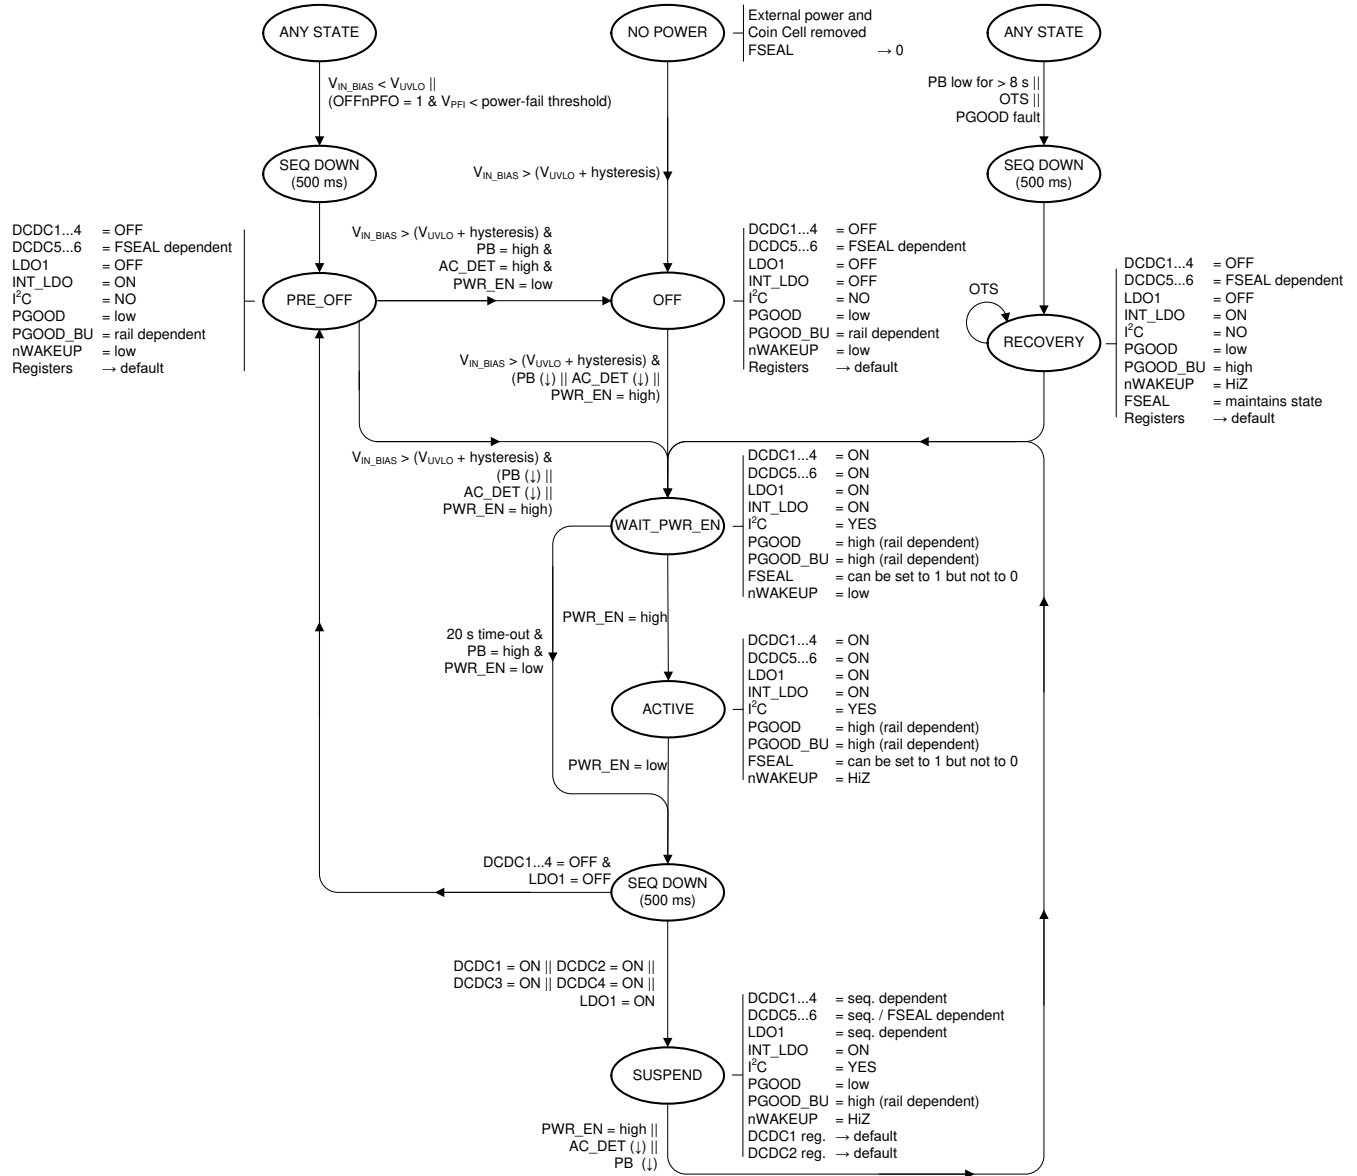 ANY STATE
V_IN_BIAS < V_UVLO ||
(OFFnPFO = 1 & V_PFI < power-fail threshold)
SEQ DOWN
(500 ms)
NO POWER
External power and
Coin Cell removed
FSEAL → 0
V_IN_BIAS > (V_UVLO + hysteresis)
ANY STATE
PB low for > 8 s ||
OTS ||
PGOOD fault
SEQ DOWN
(500 ms)
DCDC1...4 = OFF
DCDC5...6 = FSEAL dependent
LDO1 = OFF
INT_LDO = ON
I²C = NO
PGOOD = low
PGOOD_BU = rail dependent
nWAKEUP = low
Registers → default
PRE_OFF
V_IN_BIAS > (V_UVLO + hysteresis) &
PB = high &
AC_DET = high &
PWR_EN = low
OFF
DCDC1...4 = OFF
DCDC5...6 = FSEAL dependent
LDO1 = OFF
INT_LDO = OFF
I²C = NO
PGOOD = low
PGOOD_BU = rail dependent
nWAKEUP = low
Registers → default
OTS
RECOVERY
DCDC1...4 = OFF
DCDC5...6 = FSEAL dependent
LDO1 = OFF
INT_LDO = ON
I²C = NO
PGOOD = low
PGOOD_BU = high
nWAKEUP = HiZ
FSEAL = maintains state
Registers → default
V_IN_BIAS > (V_UVLO + hysteresis) &
(PB (↓) || AC_DET (↓) ||
PWR_EN = high)
V_IN_BIAS > (V_UVLO + hysteresis) &
(PB (↓) ||
AC_DET (↓) ||
PWR_EN = high)
WAIT_PWR_EN
DCDC1...4 = ON
DCDC5...6 = ON
LDO1 = ON
INT_LDO = ON
I²C = YES
PGOOD = high (rail dependent)
PGOOD_BU = high (rail dependent)
FSEAL = can be set to 1 but not to 0
nWAKEUP = low
PWR_EN = high
20 s time-out &
PB = high &
PWR_EN = low
ACTIVE
DCDC1...4 = ON
DCDC5...6 = ON
LDO1 = ON
INT_LDO = ON
I²C = YES
PGOOD = high (rail dependent)
PGOOD_BU = high (rail dependent)
FSEAL = can be set to 1 but not to 0
nWAKEUP = HiZ
PWR_EN = low
DCDC1...4 = OFF &
LDO1 = OFF
SEQ DOWN
(500 ms)
DCDC1 = ON || DCDC2 = ON ||
DCDC3 = ON || DCDC4 = ON ||
LDO1 = ON
SUSPEND
DCDC1...4 = seq. dependent
DCDC5...6 = seq. / FSEAL dependent
LDO1 = seq. dependent
INT_LDO = ON
I²C = YES
PGOOD = low
PGOOD_BU = high (rail dependent)
nWAKEUP = HiZ
DCDC1 reg. → default
DCDC2 reg. → default
PWR_EN = high ||
AC_DET (↓) ||
PB (↓)